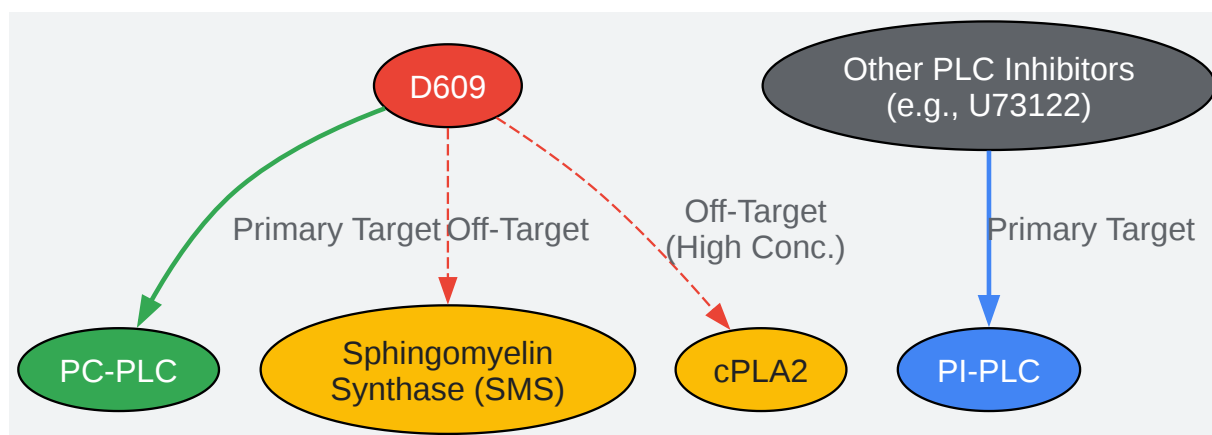 D609
Other PLC Inhibitors
(e.g., U73122)
Primary Target
Off-Target
Off-Target
(High Conc.)
Primary Target
PC-PLC
Sphingomyelin
Synthase (SMS)
cPLA2
PI-PLC